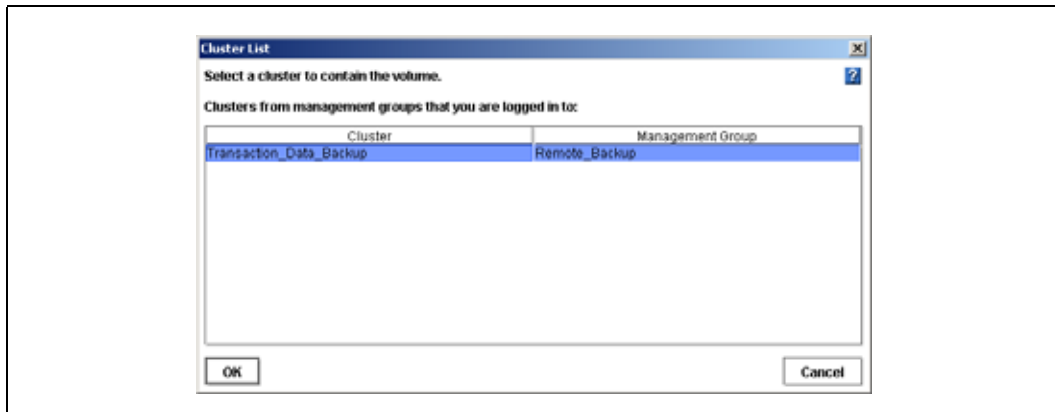 Cluster List
Select a cluster to contain the volume.
Clusters from management groups that you are logged in to:
Cluster Management Group
Transaction_Data_Backup Remote_Backup
OK Cancel